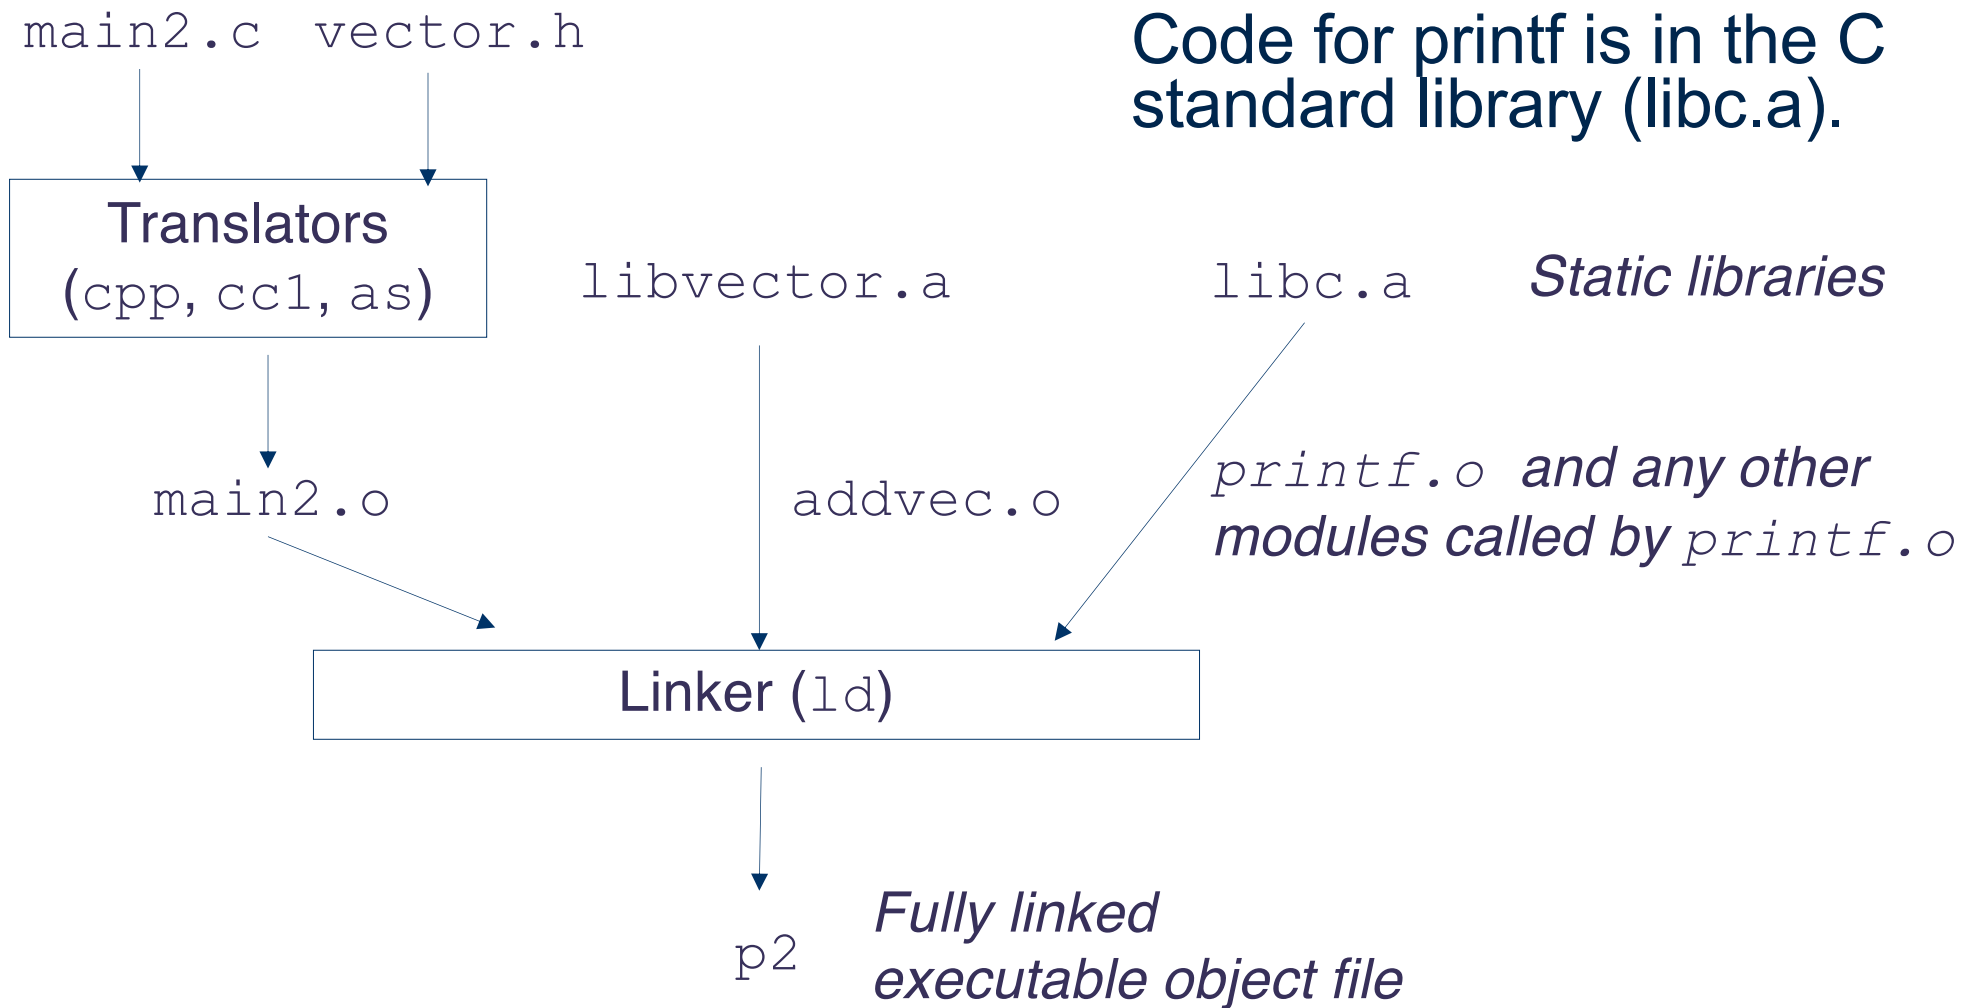 main2.c vector.h
Code for printf is in the C
standard library (libc.a).
Translators
(cpp, cc1, as)
libvector.a
libc.a
Static libraries
main2.o
addvec.o
printf.o and any other
modules called by printf.o
Linker (ld)
p2
Fully linked
executable object file